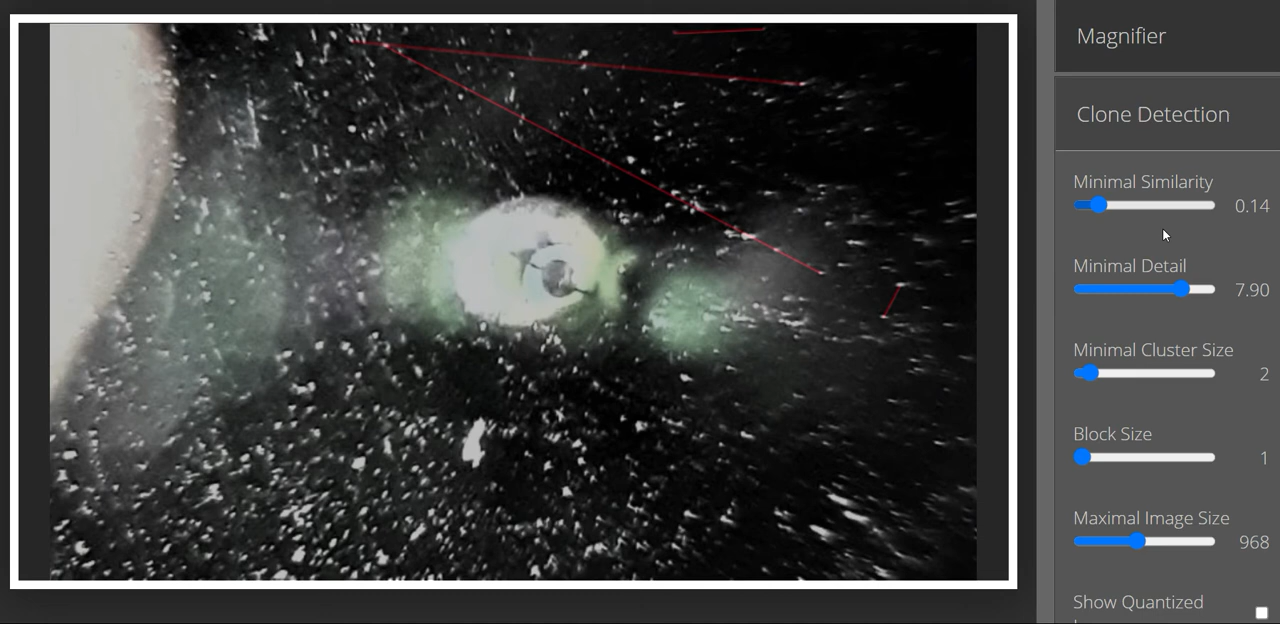 Magnifier
Clone Detection
Minimal Similarity
0.14
Minimal Detail
7.90
Minimal Cluster Size
2
Block Size
1
Maximal Image Size
968
Show Quantized